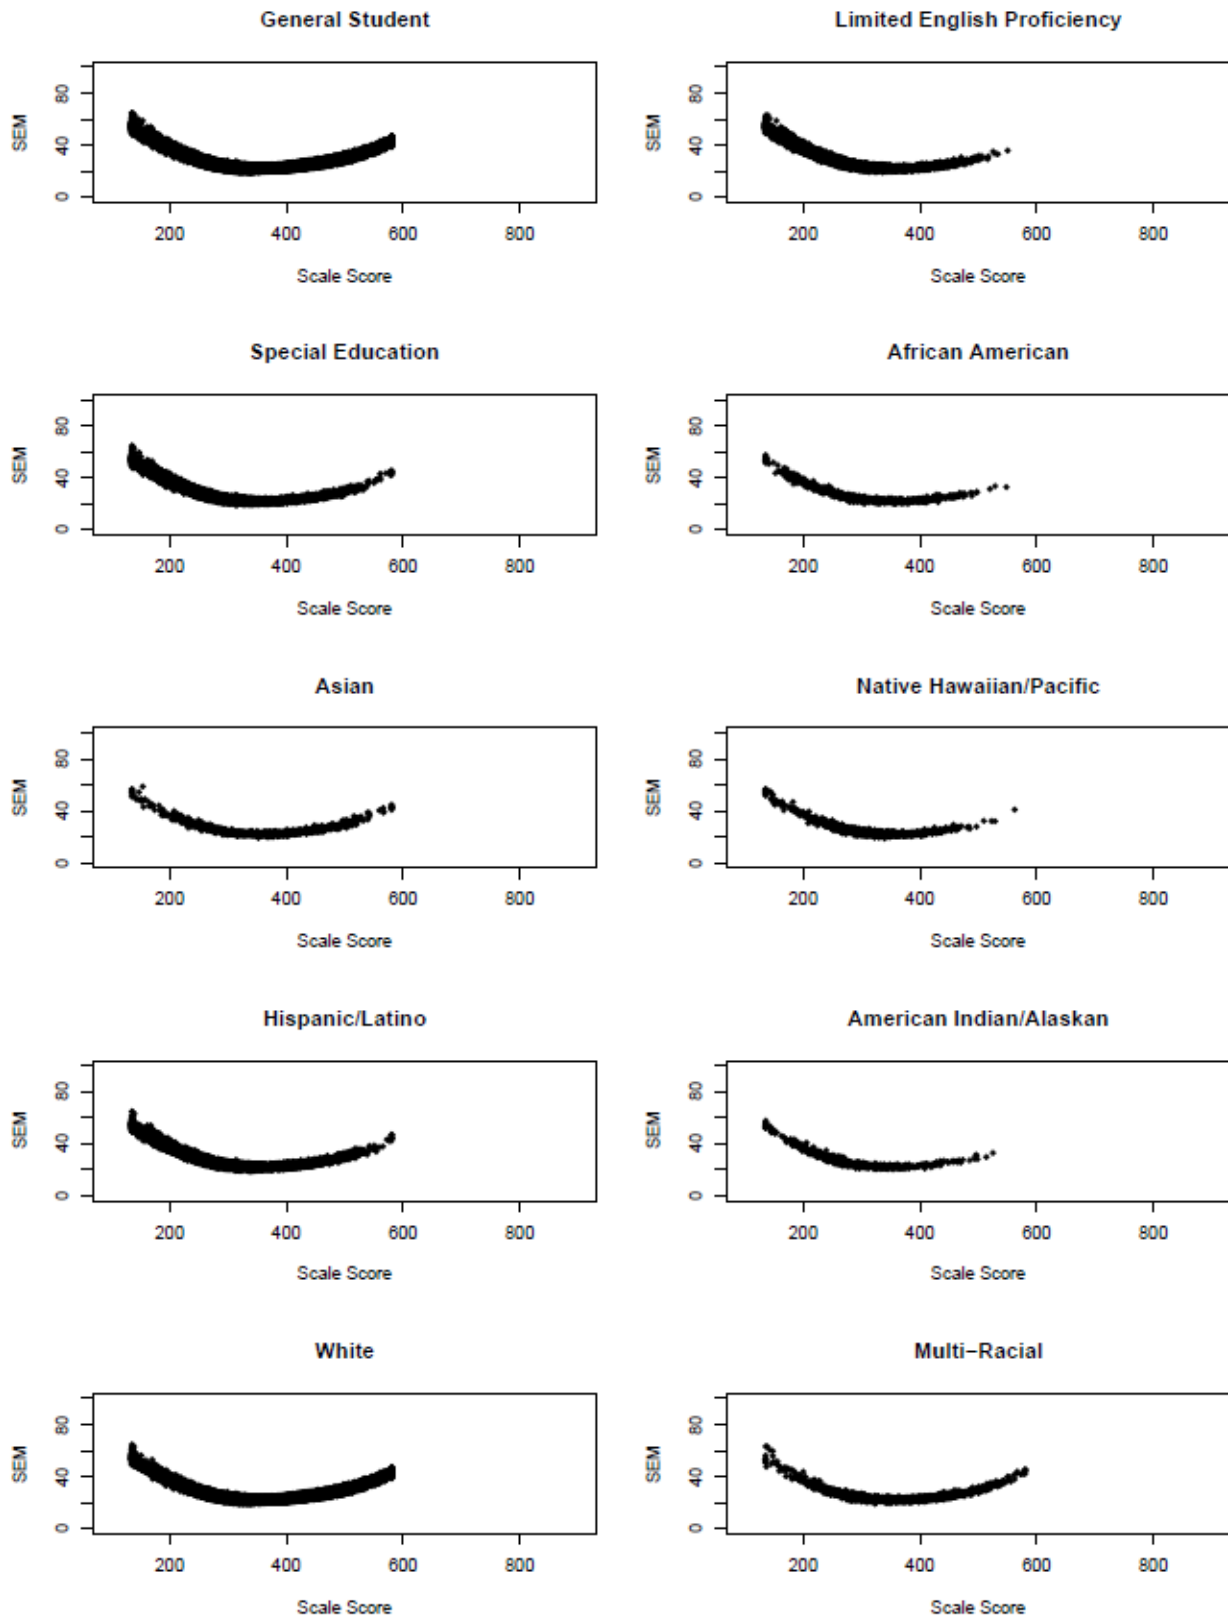 General Student
Limited English Proficiency
SEM
0
40
80
200
400
600
800
Scale Score
SEM
0
40
80
200
400
600
800
Scale Score
Special Education
African American
SEM
0
40
80
200
400
600
800
Scale Score
SEM
0
40
80
200
400
600
800
Scale Score
Asian
Native Hawaiian/Pacific
SEM
0
40
80
200
400
600
800
Scale Score
SEM
0
40
80
200
400
600
800
Scale Score
Hispanic/Latino
American Indian/Alaskan
SEM
0
40
80
200
400
600
800
Scale Score
SEM
0
40
80
200
400
600
800
Scale Score
White
Multi−Racial
SEM
0
40
80
200
400
600
800
Scale Score
SEM
0
40
80
200
400
600
800
Scale Score